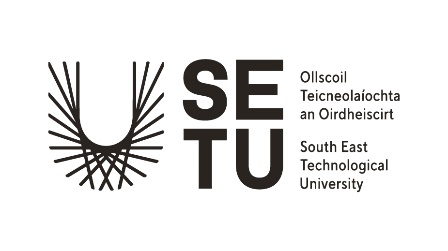 SE
TU
Ollscoil
Teicneolaíochta
an Oirdheiscirt
South East
Technological
University